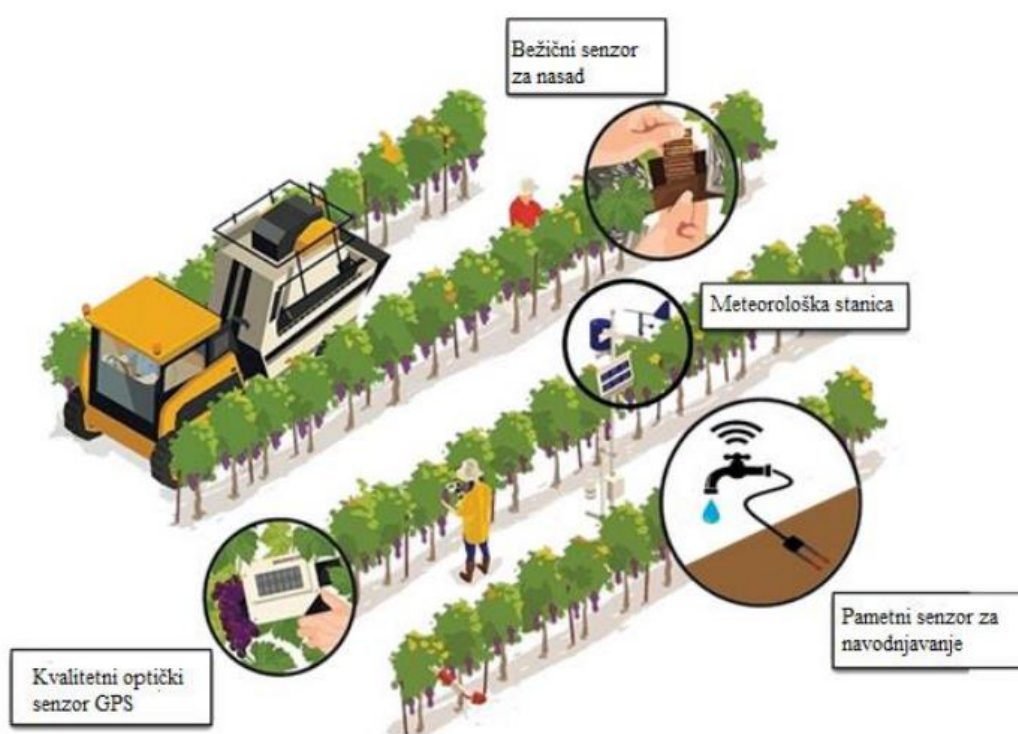 Bežični senzor
za nasad
Meteorološka stanica
Pametni senzor za
navodnjavanje
Kvalitetni optički
senzor GPS